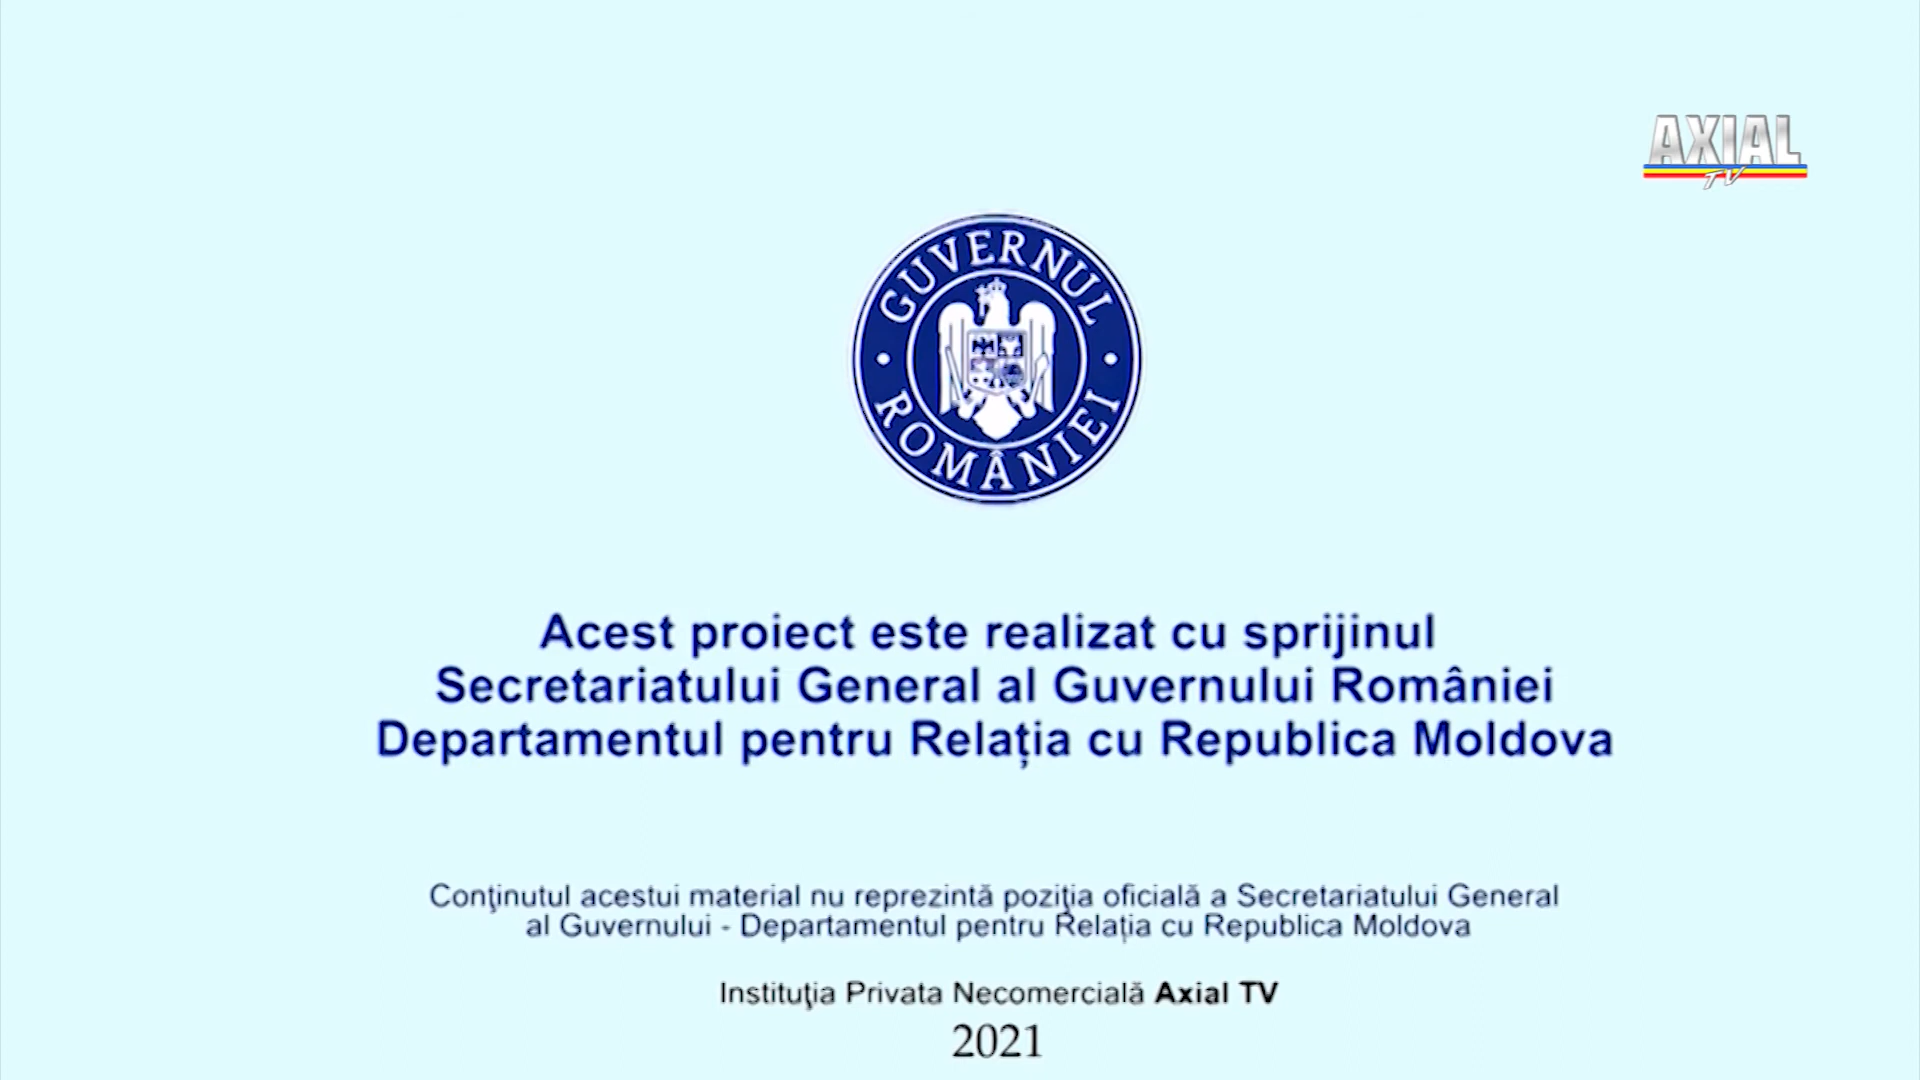 AXIAL
TV
GUVERNUL
ROMÂNIEI
Acest proiect este realizat cu sprijinul
Secretariatului General al Guvernului României
Departamentul pentru Relația cu Republica Moldova
Conţinutul acestui material nu reprezintă poziţia oficială a Secretariatului General
al Guvernului - Departamentul pentru Relația cu Republica Moldova
Instituţia Privata Necomercială Axial TV
2021